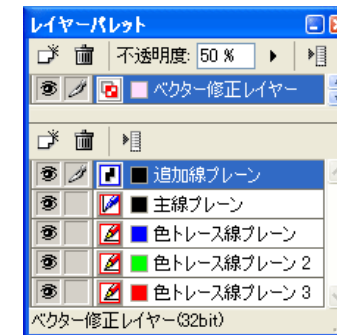 レイヤーパレット
不透明度: 50 %
ベクター修正レイヤー
追加線プレーン
主線プレーン
色トレース線プレーン
色トレース線プレーン 2
色トレース線プレーン 3
ベクター修正レイヤー(32bit)